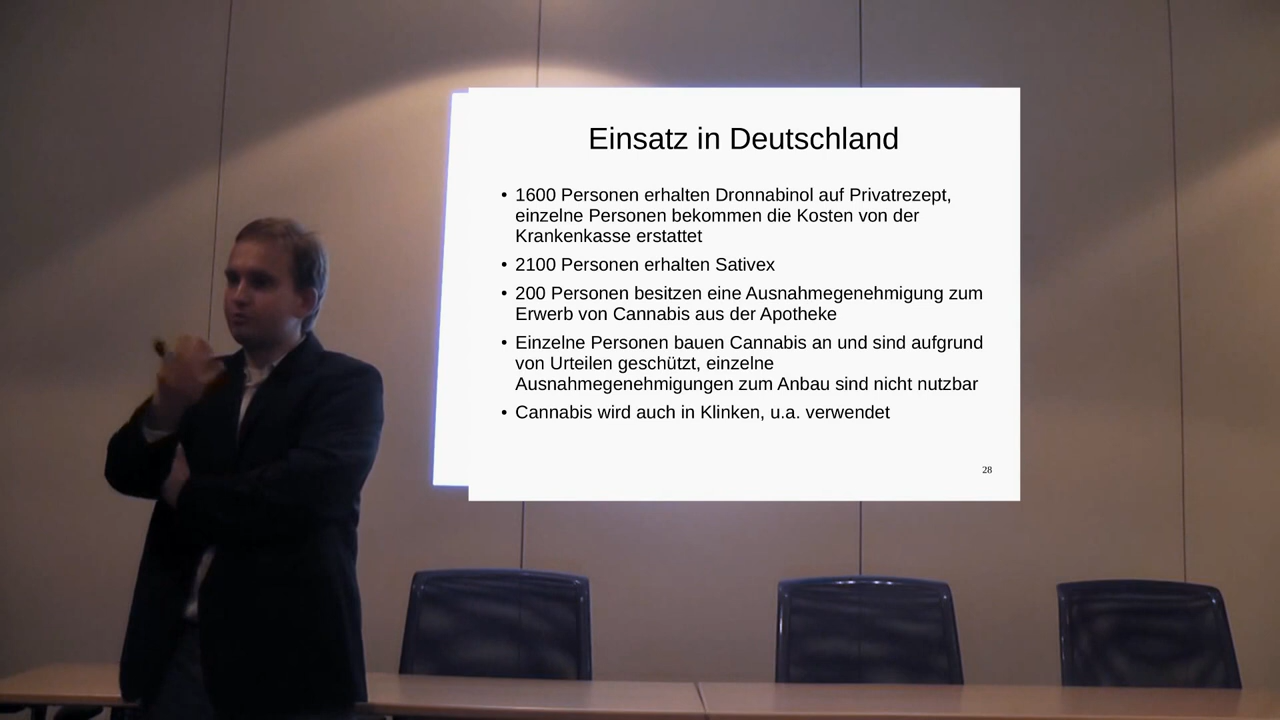 Einsatz in Deutschland
• 1600 Personen erhalten Dronnabinol auf Privatrezept,
einzelne Personen bekommen die Kosten von der
Krankenkasse erstattet
• 2100 Personen erhalten Sativex
• 200 Personen besitzen eine Ausnahmegenehmigung zum
Erwerb von Cannabis aus der Apotheke
• Einzelne Personen bauen Cannabis an und sind aufgrund
von Urteilen geschützt, einzelne
Ausnahmegenehmigungen zum Anbau sind nicht nutzbar
• Cannabis wird auch in Klinken, u.a. verwendet
28